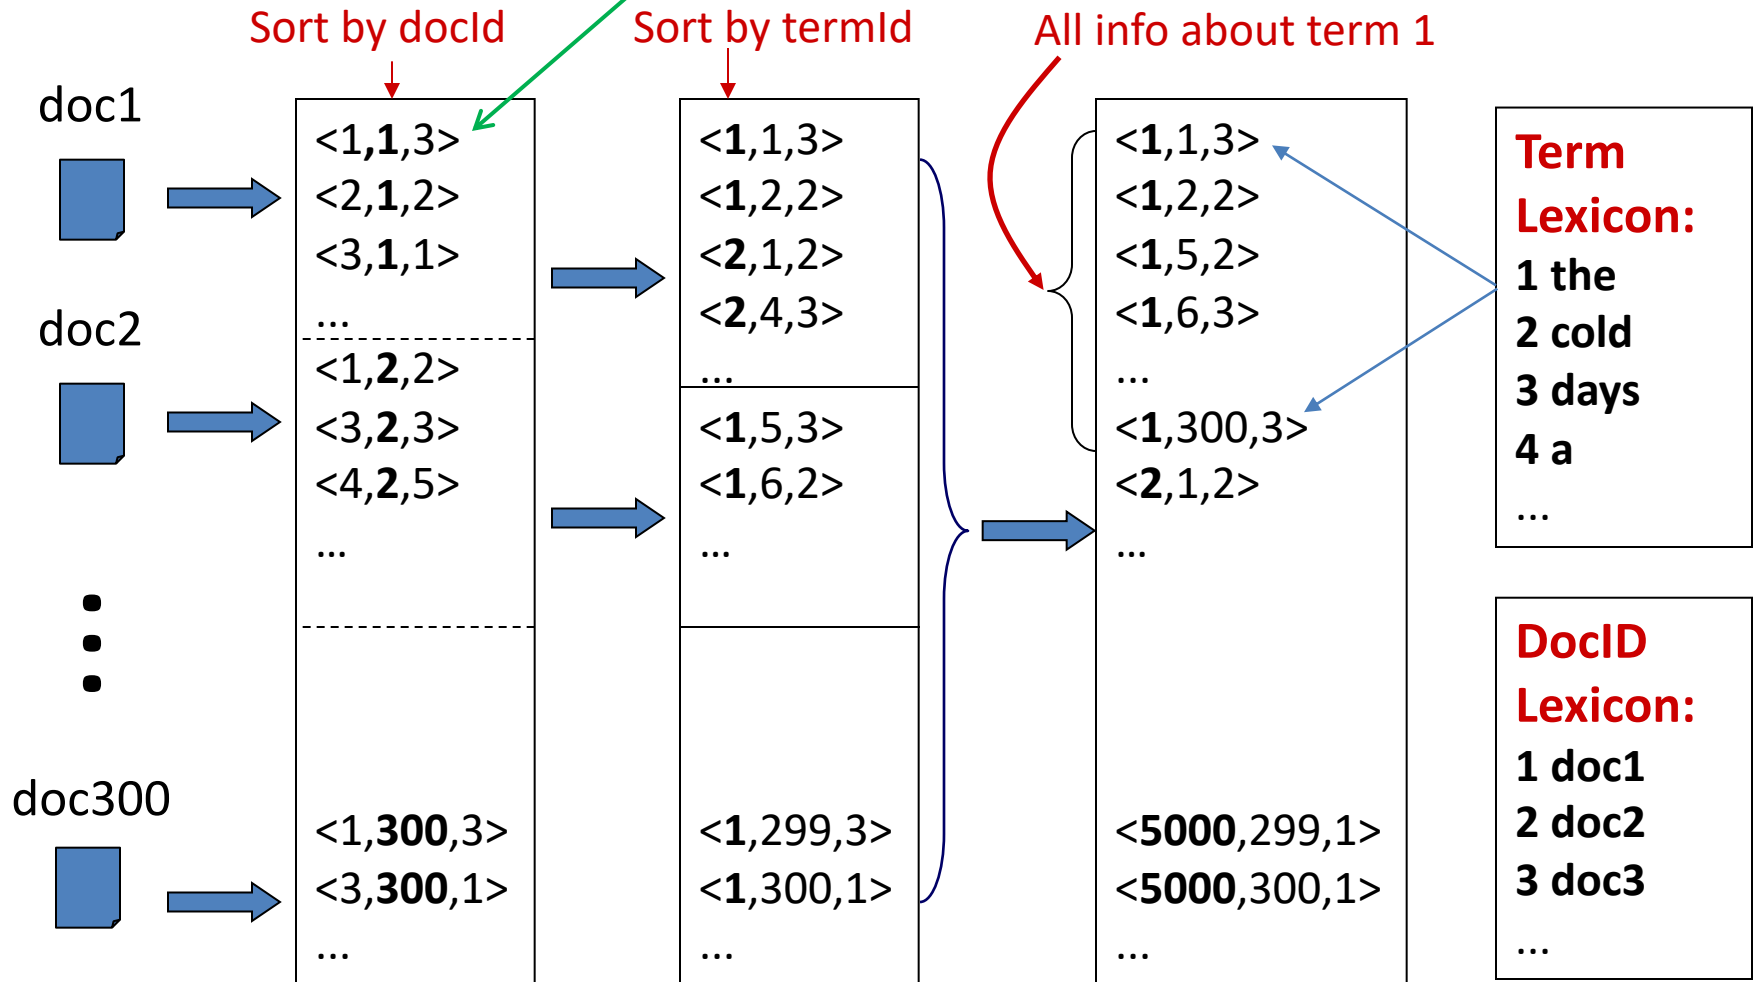 Sort by docId
Sort by termId
All info about term 1
doc1
doc2
doc300
<1,1,3>
<2,1,2>
<3,1,1>
...
<1,2,2>
<3,2,3>
<4,2,5>
...
<1,300,3>
<3,300,1>
...
<1,1,3>
<1,2,2>
<2,1,2>
<2,4,3>
...
<1,5,3>
<1,6,2>
...
<1,299,3>
<1,300,1>
...
<1,1,3>
<1,2,2>
<1,5,2>
<1,6,3>
...
<1,300,3>
<2,1,2>
...
<5000,299,1>
<5000,300,1>
...
Term
Lexicon:
1 the
2 cold
3 days
4 a
...
DocID
Lexicon:
1 doc1
2 doc2
3 doc3
...